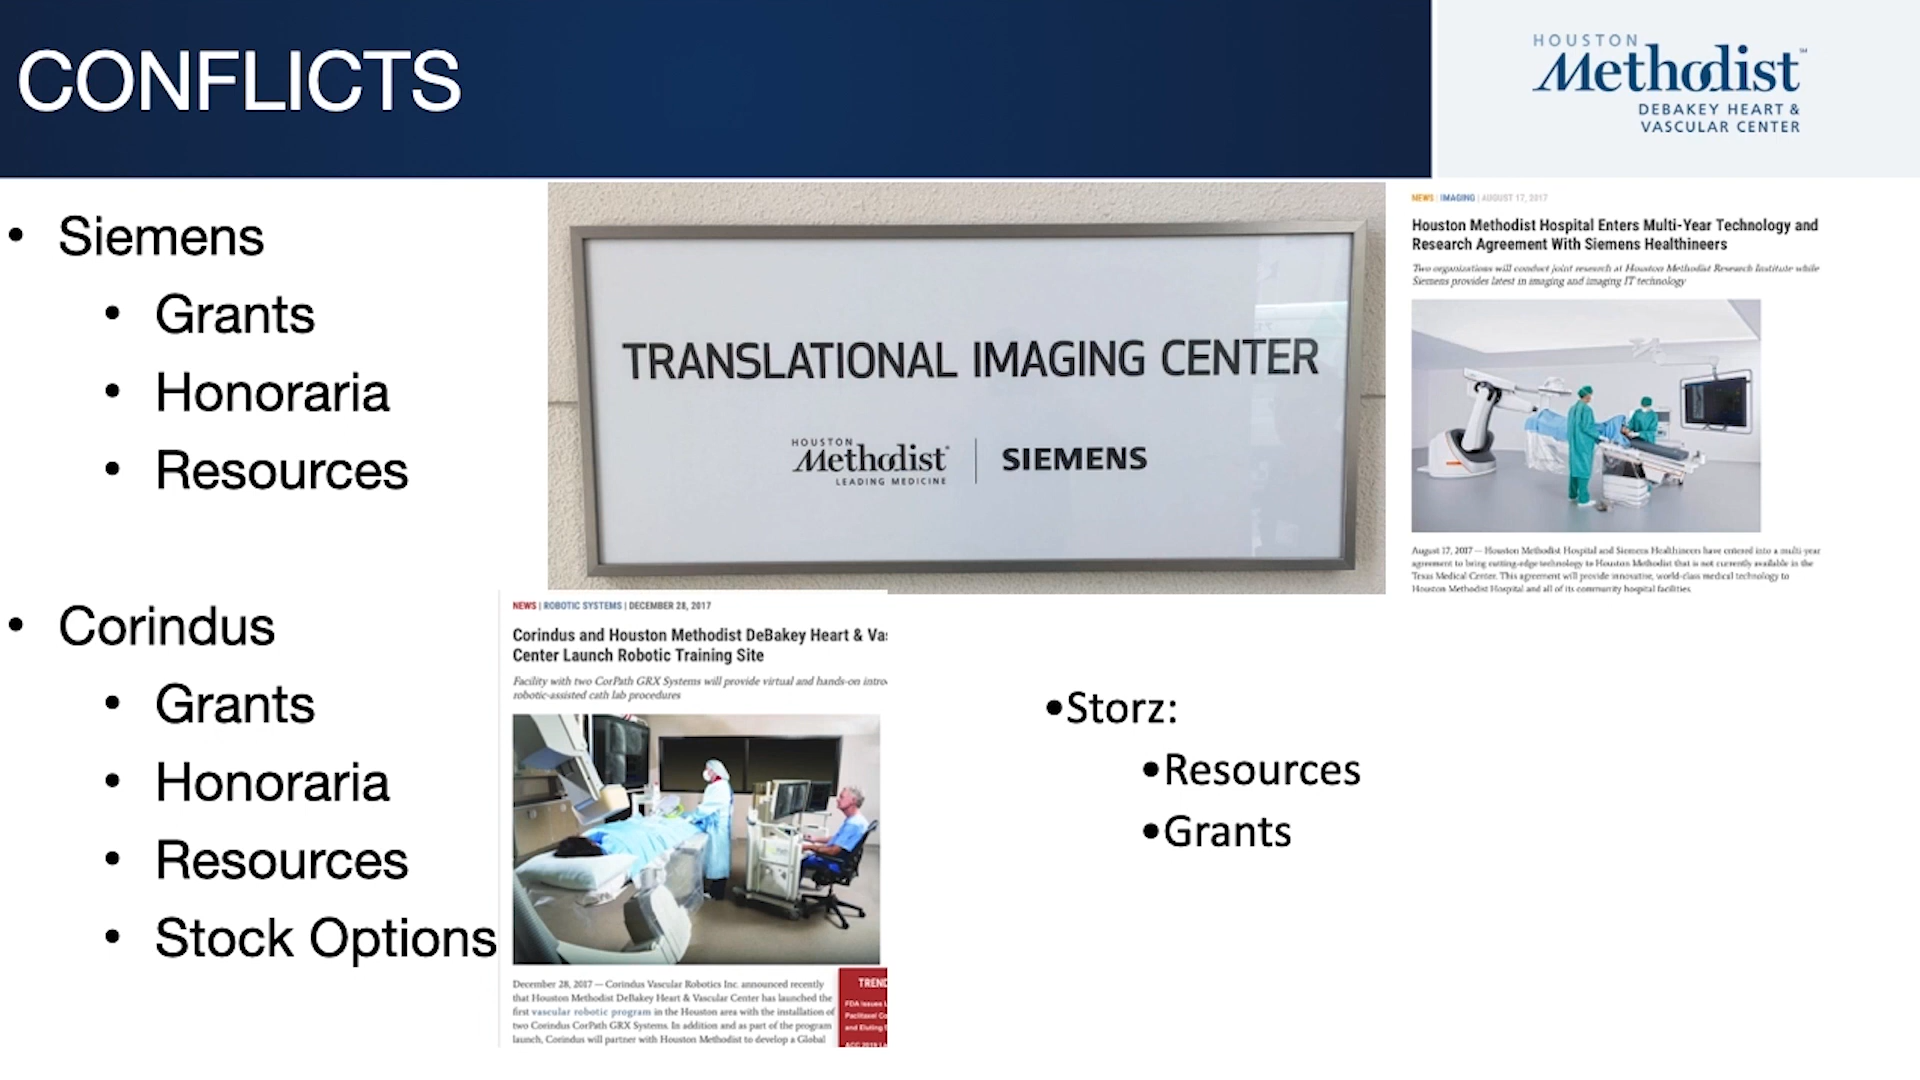 CONFLICTS
HOUSTON
Methodist
DEBAKEY HEART &
VASCULAR CENTER
• Siemens
• Grants
• Honoraria
• Resources
TRANSLATIONAL IMAGING CENTER
HOUSTON
Methodist
LEADING MEDICINE
SIEMENS
NEWS | IMAGING | AUGUST 17, 2017
Houston Methodist Hospital Enters Multi-Year Technology and
Research Agreement With Siemens Healthineers
Two organizations will conduct joint research at Houston Methodist Research Institute while
Siemens provides latest in imaging and imaging IT technology
August 17, 2017 — Houston Methodist Hospital and Siemens Healthineers have entered into a multi-year
agreement to bring cutting-edge technology to Houston Methodist that is not currently available in the
Texas Medical Center. This agreement will provide innovative, world-class medical technology to
Houston Methodist Hospital and all of its community hospital facilities.
• Corindus
• Grants
• Honoraria
• Resources
• Stock Options
NEWS | ROBOTIC SYSTEMS | DECEMBER 28, 2017
Corindus and Houston Methodist DeBakey Heart & Va
Center Launch Robotic Training Site
Facility with two CorPath GRX Systems will provide virtual and hands-on intro
robotic-assisted cath lab procedures
December 28, 2017 — Corindus Vascular Robotics Inc. announced recently
that Houston Methodist DeBakey Heart & Vascular Center has launched the
first vascular robotic program in the Houston area with the installation of
two Corindus CorPath GRX Systems. In addition and as part of the program
launch, Corindus will partner with Houston Methodist to develop a Global
TREND
FDA Issues L
Paclitaxel Co
and Eluting S
ACC 2019 L
•Storz:
•Resources
•Grants